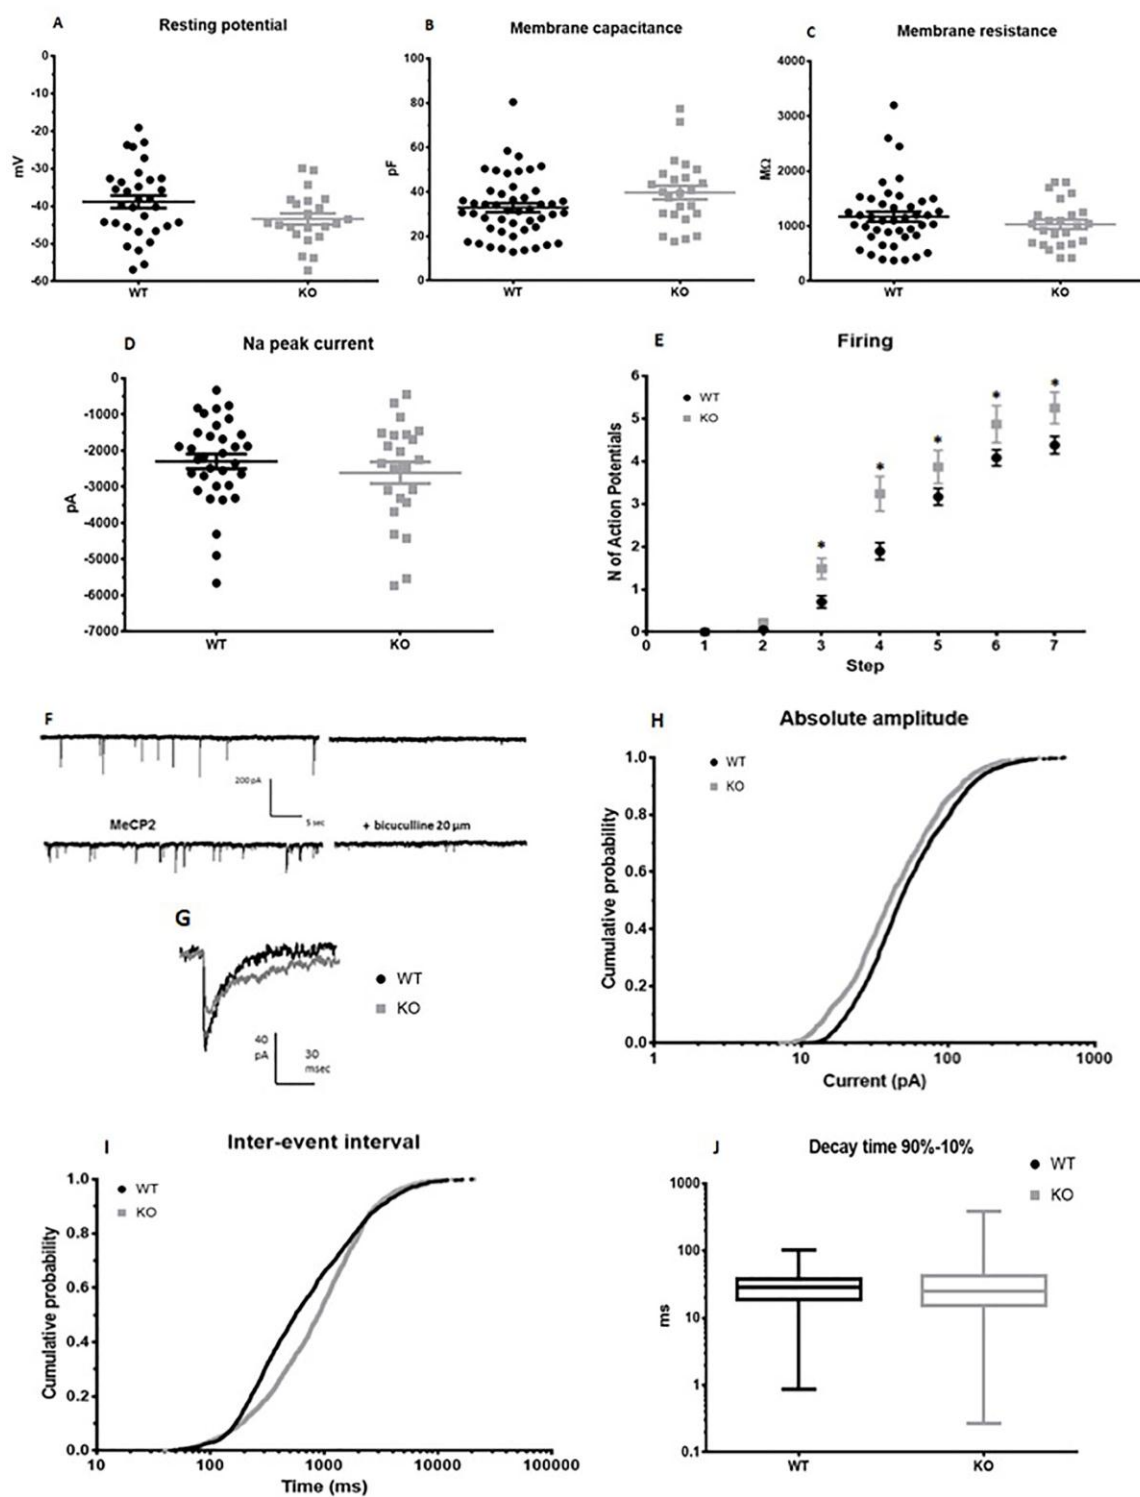 A
Resting potential
0
-10
-20
-30
-40
-50
-60
mV
WT
KO
B
Membrane capacitance
100
80
60
40
20
0
pF
WT
KO
C
Membrane resistance
4000
3000
2000
1000
0
MΩ
WT
KO
D
Na peak current
0
-1000
-2000
-3000
-4000
-5000
-6000
-7000
pA
WT
KO
E
Firing
6
5
4
3
2
1
0
N of Action Potentials
WT
KO
*
*
*
*
*
0 1 2 3 4 5 6 7
Step
F
200 pA
5 sec
MeCP2
+ bicuculline 20 µm
G
WT
KO
40
pA
30
msec
H
Absolute amplitude
WT
KO
1.0
0.8
0.6
0.4
0.2
0.0
Cumulative probability
1 10 100 1000
Current (pA)
I
Inter-event interval
WT
KO
1.0
0.8
0.6
0.4
0.2
0.0
Cumulative probability
10 100 1000 10000 100000
Time (ms)
J
Decay time 90%-10%
WT
KO
1000
100
10
1
0.1
ms
WT
KO